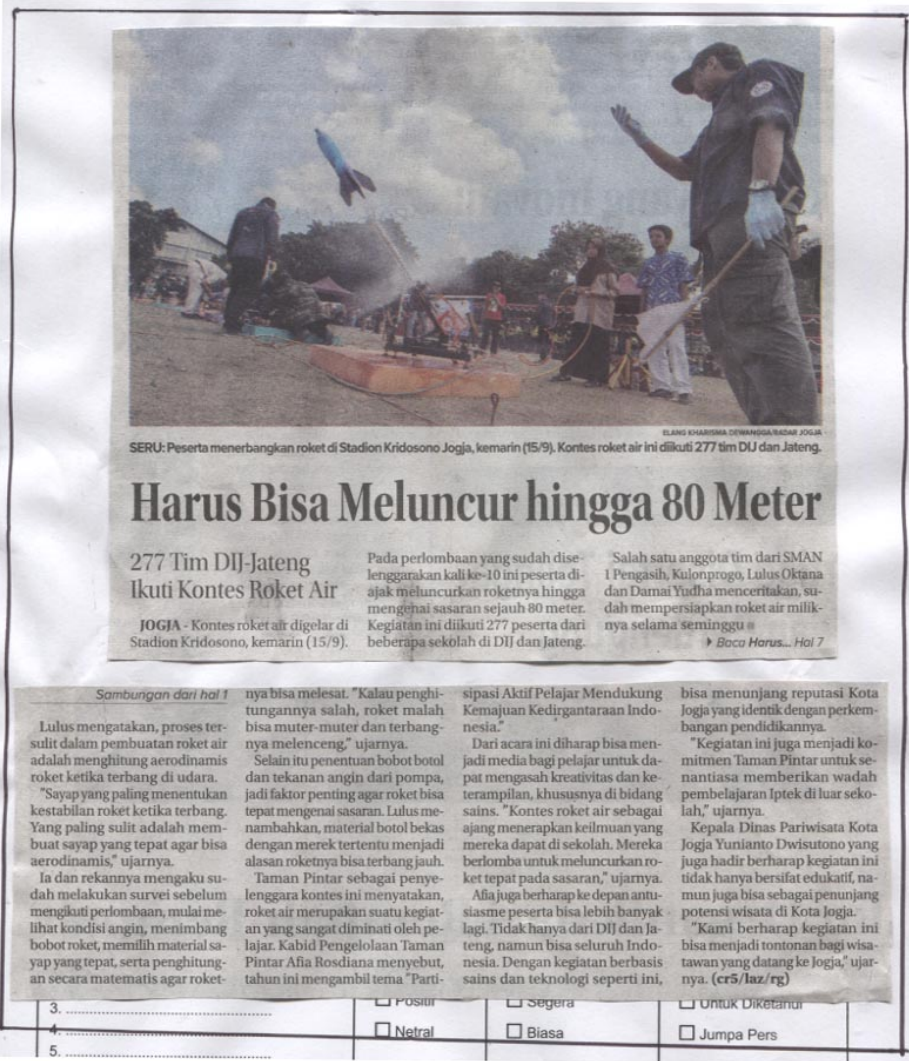 ELANG KHARISMA DEWANGGA/RADAR JOGJA
SERU: Peserta menerbangkan roket di Stadion Kridosono Jogja, kemarin (15/9). Kontes roket air ini diikuti 277 tim DIJ dan Jateng.
Harus Bisa Meluncur hingga 80 Meter
277 Tim DIJ-Jateng
Ikuti Kontes Roket Air
JOGJA - Kontes roket air digelar di
Stadion Kridosono, kemarin (15/9).
Pada perlombaan yang sudah dise-
lenggarakan kali ke-10 ini peserta di-
ajak meluncurkan roketnya hingga
mengenai sasaran sejauh 80 meter.
Kegiatan ini diikuti 277 peserta dari
beberapa sekolah di DIJ dan Jateng.
Salah satu anggota tim dari SMAN
1 Pengasih, Kulonprogo, Lulus Oktana
dan Damai Yudha menceritakan, su-
dah mempersiapkan roket air milik-
nya selama seminggu
Baca Harus... Hal 7
Sambungan dari hal 1
Lulus mengatakan, proses ter-
sulit dalam pembuatan roket air
adalah menghitung aerodinamis
roket ketika terbang di udara.
"Sayap yang paling menentukan
kestabilan roket ketika terbang.
Yang paling sulit adalah mem-
buat sayap yang tepat agar bisa
aerodinamis," ujarnya.
Ia dan rekannya mengaku su-
dah melakukan survei sebelum
mengikuti perlombaan, mulai me-
lihat kondisi angin, menimbang
bobot roket, memilih material sa-
yap yang tepat, serta penghitung-
an secara matematis agar roket-
nya bisa melesat. "Kalau penghi-
tungannya salah, roket malah
bisa muter-muter dan terbang-
nya melenceng," ujarnya.
Selain itu penentuan bobot botol
dan tekanan angin dari pompa,
jadi faktor penting agar roket bisa
tepat mengenai sasaran. Lulus me-
nambahkan, material botol bekas
dengan merek tertentu menjadi
alasan roketnya bisa terbang jauh.
Taman Pintar sebagai penye-
lenggara kontes ini menyatakan,
roket air merupakan suatu kegiat-
an yang sangat diminati oleh pe-
lajar. Kabid Pengelolaan Taman
Pintar Afia Rosdiana menyebut,
tahun ini mengambil tema "Parti-
sipasi Aktif Pelajar Mendukung
Kemajuan Kedirgantaraan Indo-
nesia."
Dari acara ini diharap bisa men-
jadi media bagi pelajar untuk da-
pat mengasah kreativitas dan ke-
terampilan, khususnya di bidang
sains. "Kontes roket air sebagai
ajang menerapkan keilmuan yang
mereka dapat di sekolah. Mereka
berlomba untuk meluncurkan ro-
ket tepat pada sasaran," ujarnya.
Afia juga berharap ke depan antu-
siasme peserta bisa lebih banyak
lagi. Tidak hanya dari DIJ dan Ja-
teng, namun bisa seluruh Indo-
nesia. Dengan kegiatan berbasis
sains dan teknologi seperti ini,
bisa menunjang reputasi Kota
Jogja yang identik dengan perkem-
bangan pendidikannya.
"Kegiatan ini juga menjadi ko-
mitmen Taman Pintar untuk se-
nantiasa memberikan wadah
pembelajaran Iptek di luar seko-
lah," ujarnya.
Kepala Dinas Pariwisata Kota
Jogja Yunianto Dwisutono yang
juga hadir berharap kegiatan ini
tidak hanya bersifat edukatif, na-
mun juga bisa sebagai penunjang
potensi wisata di Kota Jogja.
"Kami berharap kegiatan ini
bisa menjadi tontonan bagi wisa-
tawan yang datang ke Jogja," ujar-
nya. (cr5/laz/rg)
3. Positif Segera Untuk Diketahui
4. Netral Biasa Jumpa Pers
5.